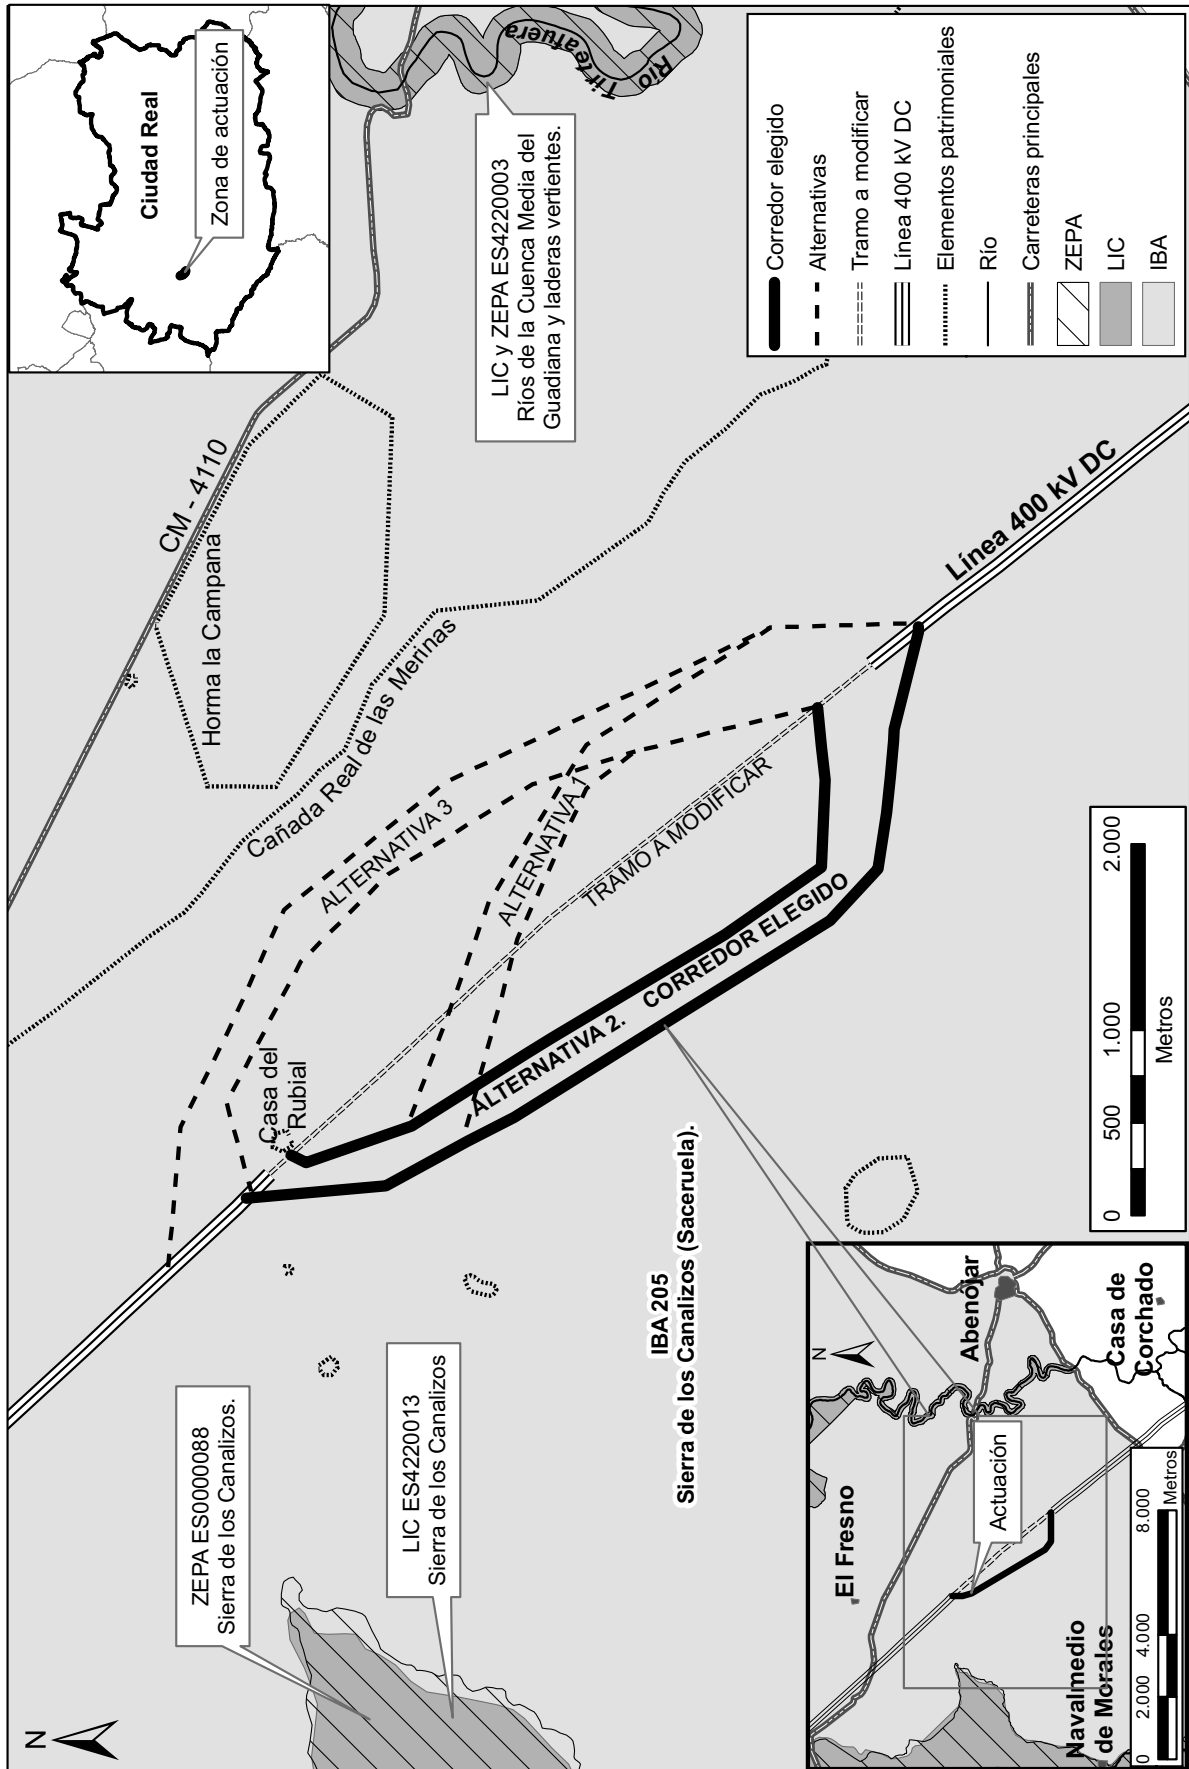 N
ZEPA ES0000088
Sierra de los Canalizos.
LIC ES4220013
Sierra de los Canalizos
IBA 205
Sierra de los Canalizos (Saceruela).
Casa del
Rubial
ALTERNATIVA 3
ALTERNATIVA 1
TRAMO A MODIFICAR
ALTERNATIVA 2. CORREDOR ELEGIDO
Cañada Real de las Merinas
Horma la Campana
CM - 4110
Línea 400 kV DC
LIC y ZEPA ES4220003
Ríos de la Cuenca Media del
Guadiana y laderas vertientes.
Río
Tirteafuera
Ciudad Real
Zona de actuación
Corredor elegido
Alternativas
Tramo a modificar
Línea 400 kV DC
Elementos patrimoniales
Río
Carreteras principales
ZEPA
LIC
IBA
0 500 1.000 2.000
Metros
N
El Fresno
Abenójar
Actuación
Casa de
Corchado
Navalmedio
de Morales
0 2.000 4.000 8.000
Metros